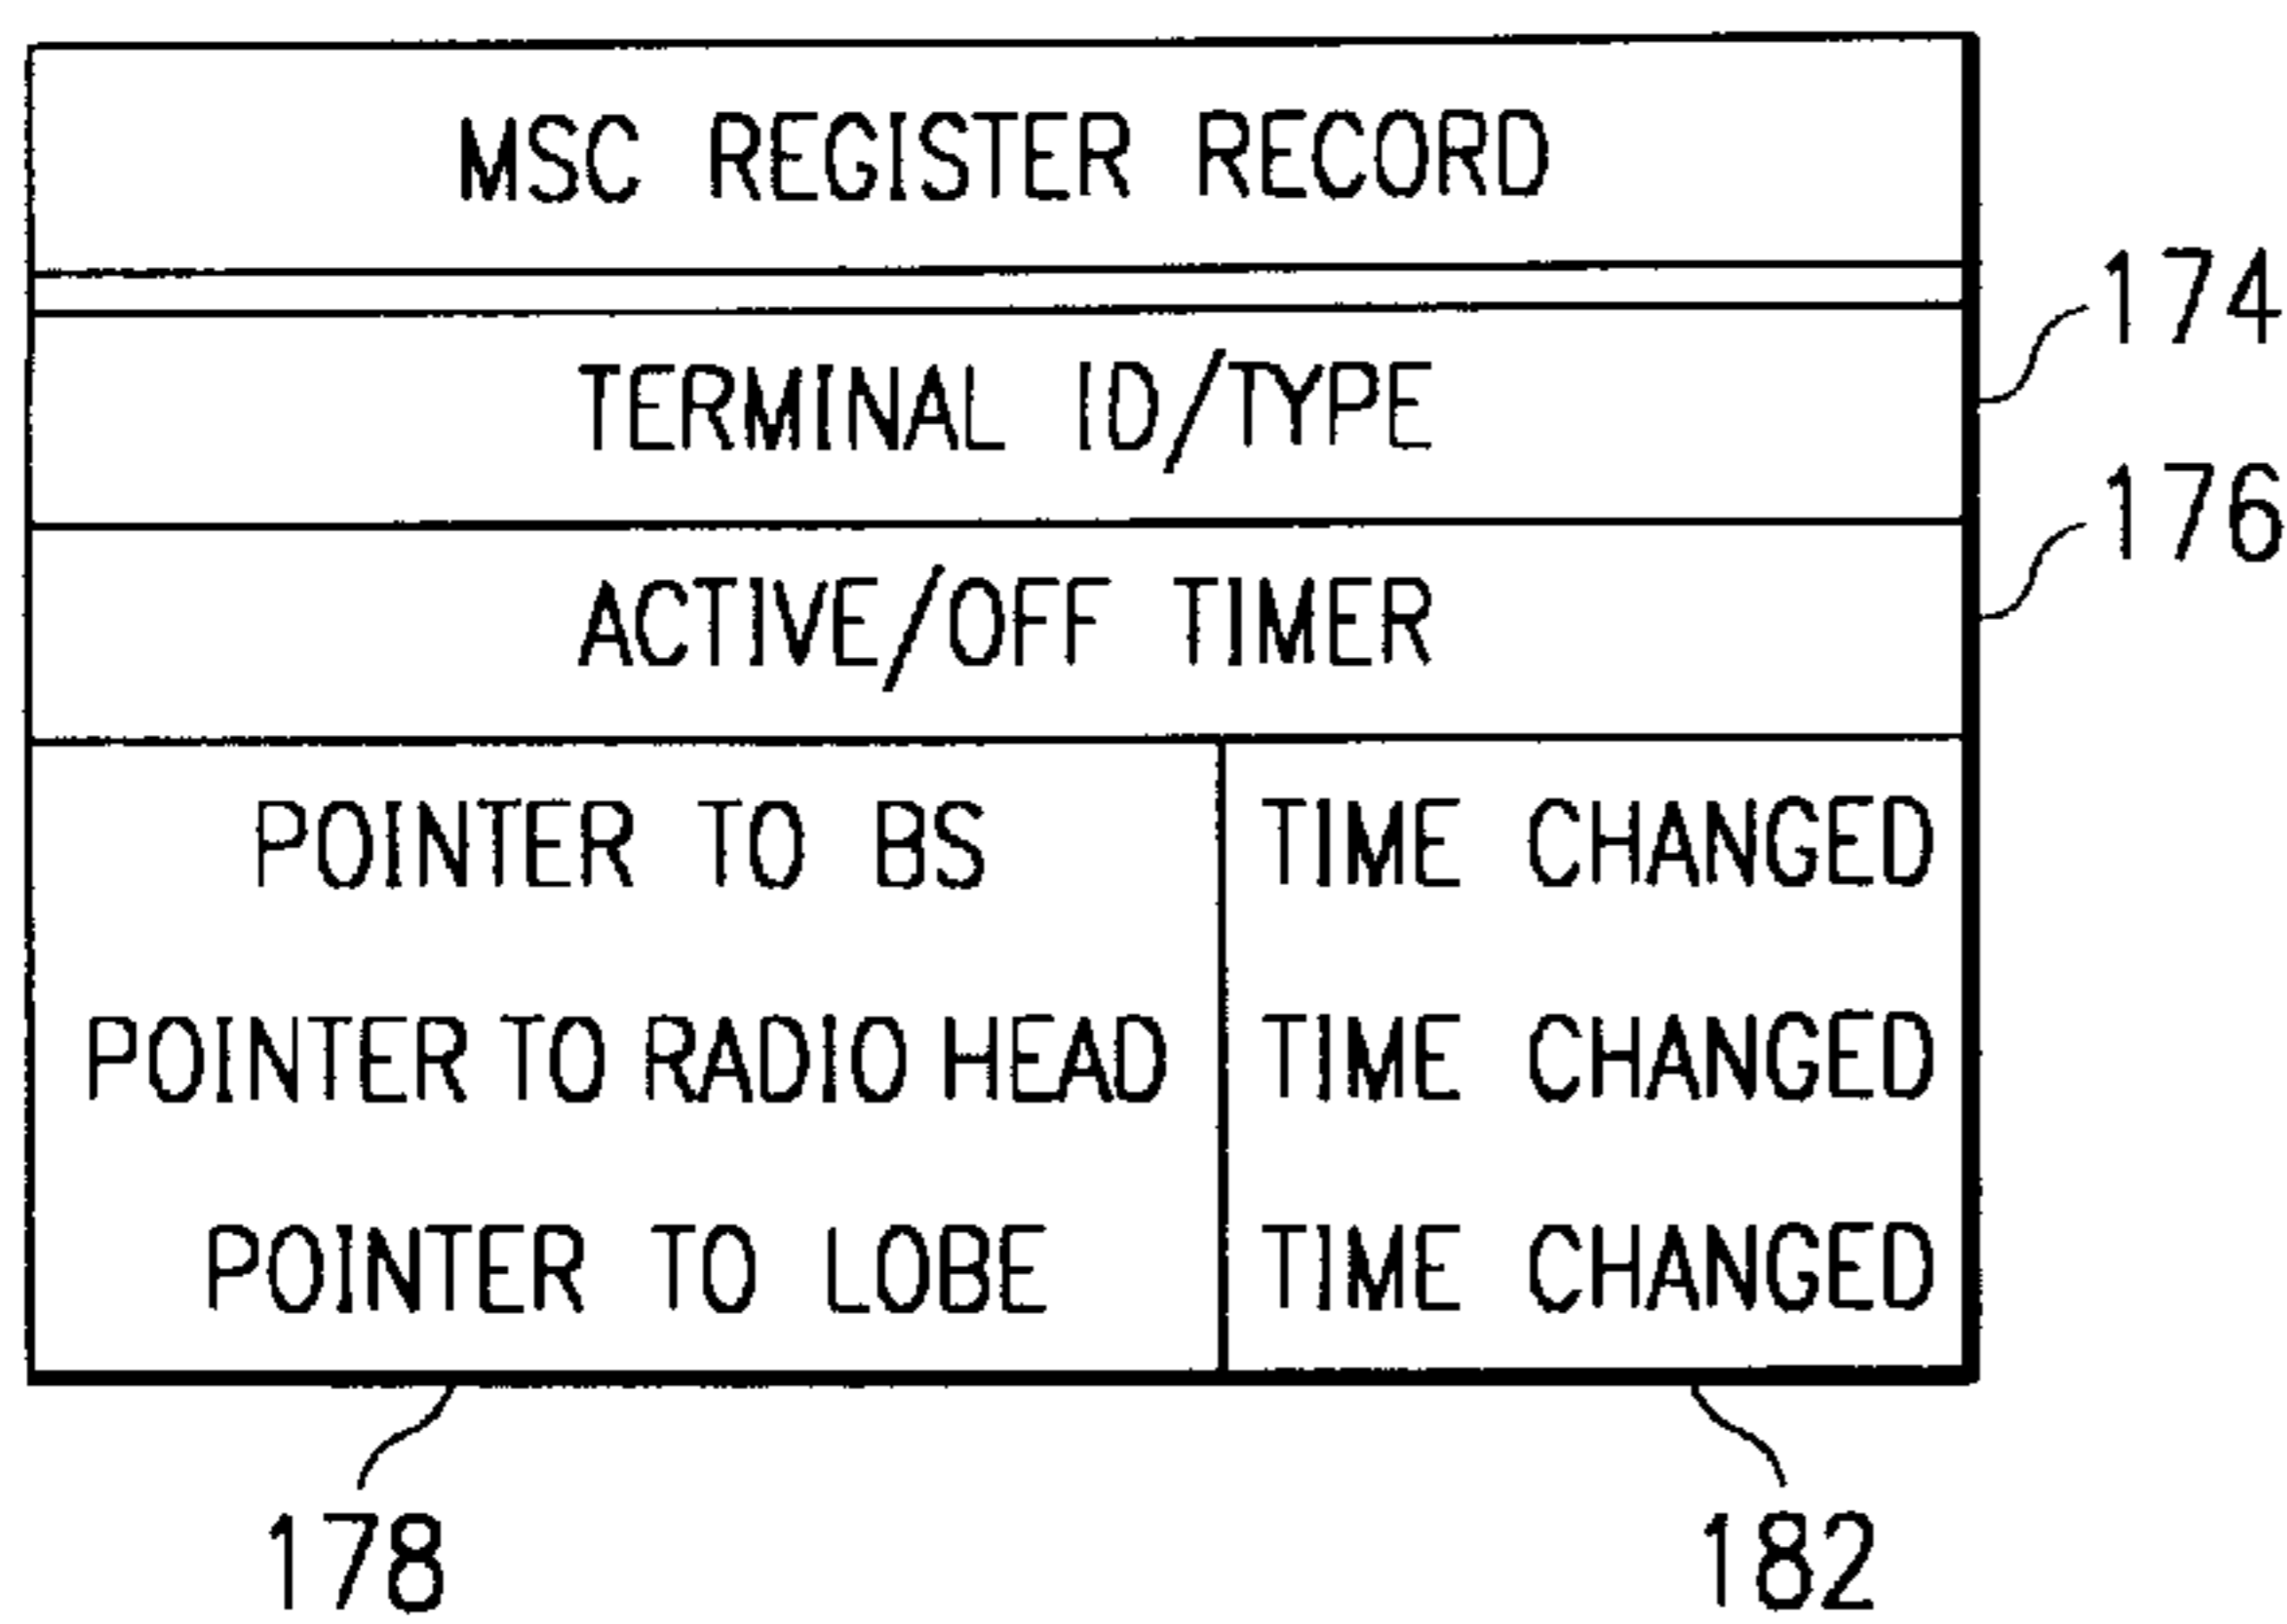 MSC REGISTER RECORD
174
TERMINAL ID/TYPE
176
ACTIVE/OFF TIMER
POINTER TO BS TIME CHANGED
POINTER TO RADIO HEAD TIME CHANGED
POINTER TO LOBE TIME CHANGED
178 182